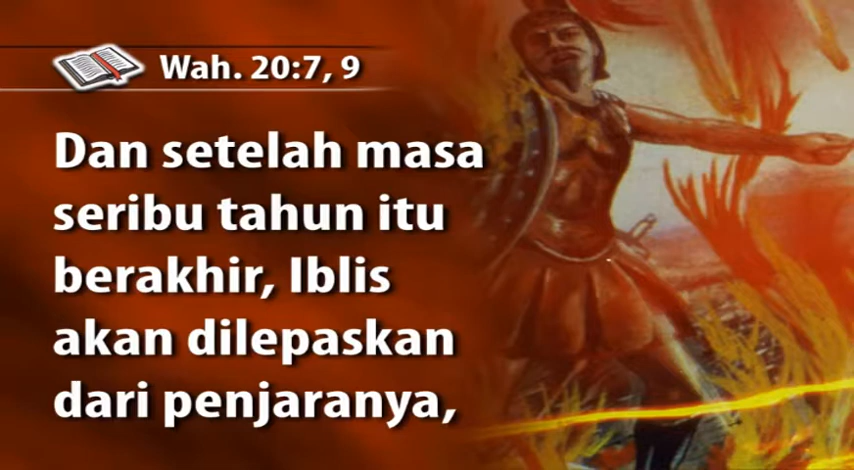 Wah. 20:7, 9
Dan setelah masa
seribu tahun itu
berakhir, Iblis
akan dilepaskan
dari penjaranya,